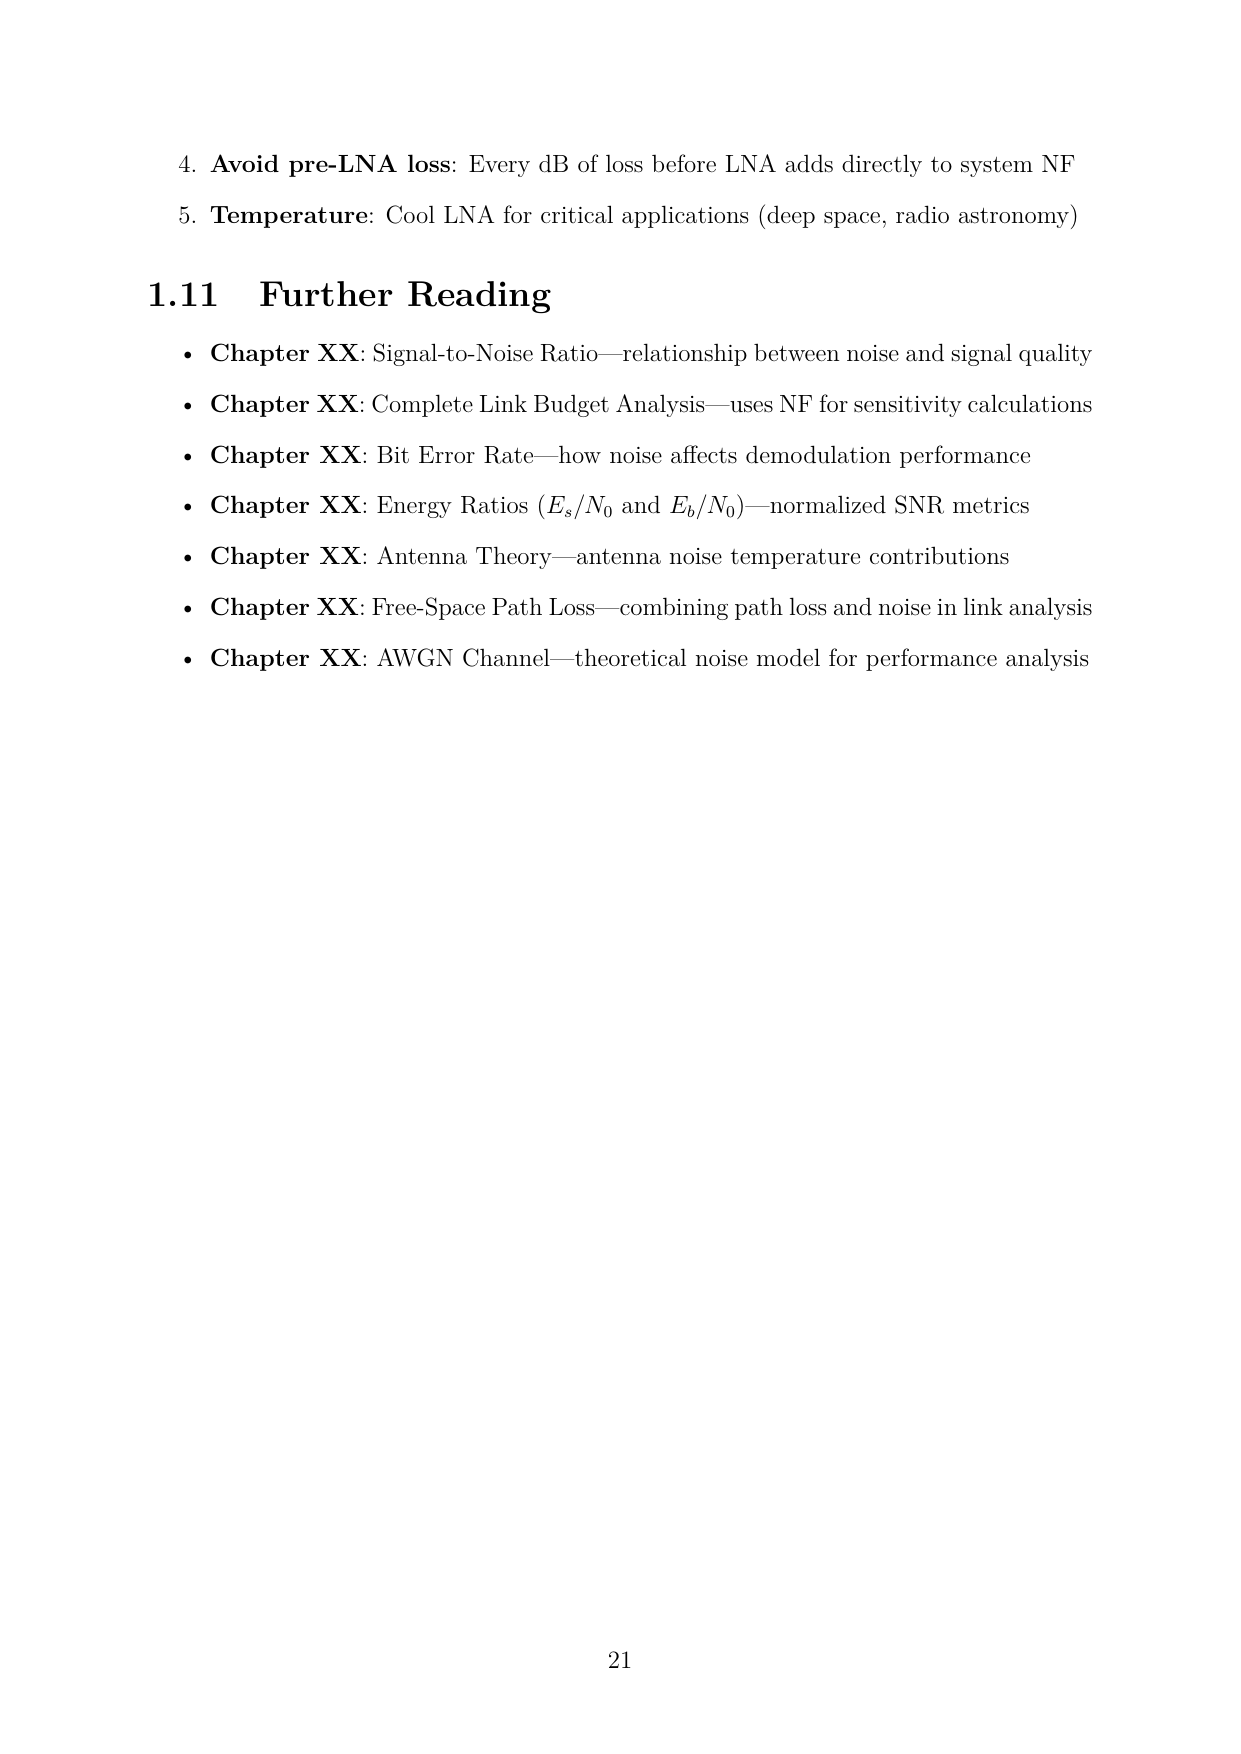 4. Avoid pre-LNA loss: Every dB of loss before LNA adds directly to system NF
5. Temperature: Cool LNA for critical applications (deep space, radio astronomy)
1.11 Further Reading
• Chapter XX: Signal-to-Noise Ratio—relationship between noise and signal quality
• Chapter XX: Complete Link Budget Analysis—uses NF for sensitivity calculations
• Chapter XX: Bit Error Rate—how noise affects demodulation performance
• Chapter XX: Energy Ratios (E_s/N_0 and E_b/N_0)—normalized SNR metrics
• Chapter XX: Antenna Theory—antenna noise temperature contributions
• Chapter XX: Free-Space Path Loss—combining path loss and noise in link analysis
• Chapter XX: AWGN Channel—theoretical noise model for performance analysis
21